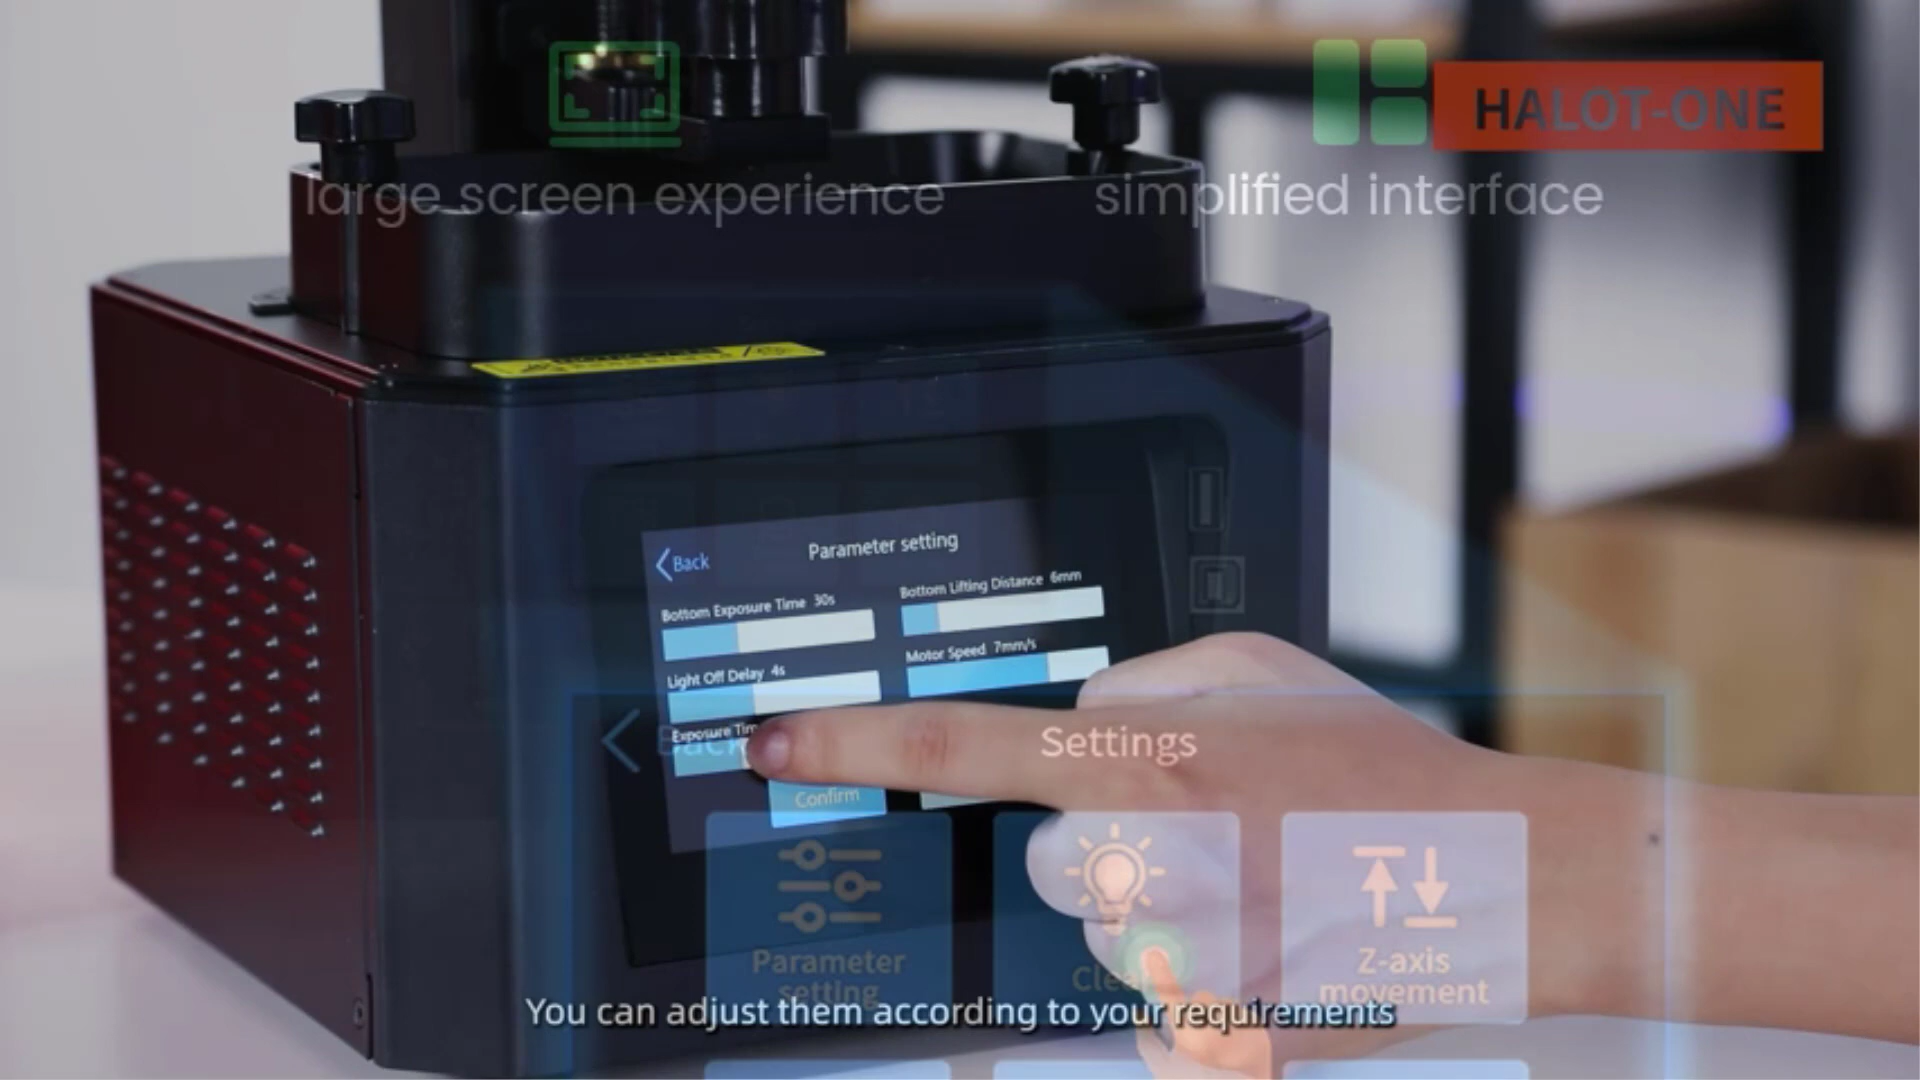 HALOT-ONE
large screen experience
simplified interface
Back
Parameter setting
Bottom Exposure Time 30s
Bottom Lifting Distance 6mm
Light Off Delay 4s
Motor Speed 7mm/s
Exposure
Back
Settings
Confirm
Parameter
setting
Z-axis
movement
You can adjust them according to your requirements